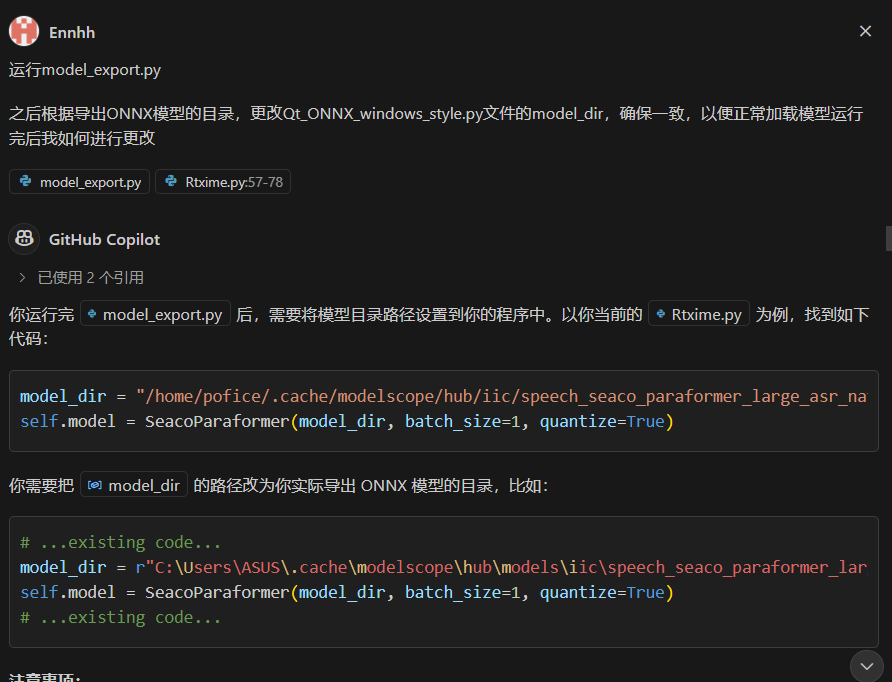 Ennhh
运行model_export.py
之后根据导出ONNX模型的目录，更改Qt_ONNX_windows_style.py文件的model_dir，确保一致，以便正常加载模型运行
完后我如何进行更改
model_export.py Rtxime.py:57-78
GitHub Copilot
已使用 2 个引用
你运行完 model_export.py 后，需要将模型目录路径设置到你的程序中。以你当前的 Rtxime.py 为例，找到如下
代码：
model_dir = "/home/pofice/.cache/modelscope/hub/iic/speech_seaco_paraformer_large_asr_na
self.model = SeacoParaformer(model_dir, batch_size=1, quantize=True)
你需要把 model_dir 的路径改为你实际导出 ONNX 模型的目录，比如：
# ...existing code...
model_dir = r"C:\Users\ASUS\.cache\modelscope\hub\models\iic\speech_seaco_paraformer_lar
self.model = SeacoParaformer(model_dir, batch_size=1, quantize=True)
# ...existing code...
注意事项：